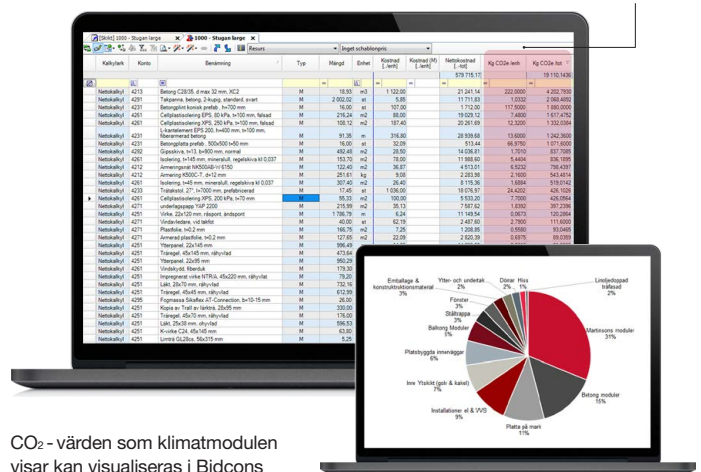 [Skikt] 1000 - Stugan large
1000 - Stugan large
Resurs
Inget schablonpris
Kalkylark Konto Benämning Typ Mängd Enhet Kostnad [../enh] Kostnad (M) [../enh] Nettokostnad [..-tot] Kg CO2e /enh Kg CO2e /tot
579 715,17 19 110,1436
Nettokalkyl 4213 Betong C28/35, d max 32 mm, XC2 M 18,93 m3 1 122,00 21 241,14 222,0000 4 202,7930
Nettokalkyl 4291 Takpanna, betong, 2-kupig, standard, svart M 2 002,02 st 5,85 11 711,83 1,0332 2 068,4892
Nettokalkyl 4231 Betongplint konisk prefab., h=700 mm M 16,00 st 107,00 1 712,00 117,5000 1 880,0000
Nettokalkyl 4261 Cellplastisolering EPS, 80 kPa, t=100 mm, falsad M 216,24 m2 88,00 19 029,12 7,4800 1 617,4752
Nettokalkyl 4261 Cellplastisolering XPS, 250 kPa, t=100 mm, falsad M 108,12 m2 187,40 20 261,69 12,3200 1 332,0384
Nettokalkyl 4231 L-kantelement EPS 200, h=400 mm, t=100 mm, fiberarmerad betong M 91,35 m 316,80 28 939,68 13,6000 1 242,3600
Nettokalkyl 4231 Betongplatta prefab., 500x500 t=50 mm M 16,00 st 32,09 513,44 66,9750 1 071,6000
Nettokalkyl 4292 Gipsskiva, t=13, b=900 mm, normal M 492,48 m2 28,50 14 036,81 1,7010 837,7085
Nettokalkyl 4261 Isolering, t=145 mm, mineralull, regelskiva kl 0,037 M 153,70 m2 78,00 11 988,60 5,4404 836,1895
Nettokalkyl 4212 Armeringsnät NK500AB-W 6150 M 122,40 m2 36,87 4 513,01 6,5232 798,4397
Nettokalkyl 4212 Armering K500C-T, d=12 mm M 251,61 kg 9,08 2 283,98 2,1600 543,4814
Nettokalkyl 4261 Isolering, t=45 mm, mineralull, regelskiva kl 0,037 M 307,40 m2 26,40 8 115,36 1,6884 519,0142
Nettokalkyl 4233 Trätakstol, 27°, l=7000 mm, prefabricerad M 17,45 st 1 036,00 18 076,97 24,4202 426,1026
Nettokalkyl 4261 Cellplastisolering XPS, 200 kPa, t=70 mm M 55,33 m2 100,00 5 533,20 7,7000 426,0564
Nettokalkyl 4271 underlagspapp YAP 2200 M 215,99 m2 35,13 7 587,62 1,8392 397,2396
Nettokalkyl 4251 Virke, 22x120 mm, råspont, ändspont M 1 786,79 m 6,24 11 149,54 0,0673 120,2864
Nettokalkyl 4271 Vindavledare, vid takfot M 40,00 st 62,19 2 487,60 2,7900 111,6000
Nettokalkyl 4271 Plastfolie, t=0,2 mm M 166,75 m2 7,25 1 208,85 0,5580 93,0465
Nettokalkyl 4271 Armerad plastfolie, t=0,2 mm M 127,65 m2 22,09 2 820,39 0,6975 89,0359
Nettokalkyl 4251 Ytterpanel, 22x145 mm M 996,49
Nettokalkyl 4251 Träregel, 45x145 mm, råhyvlad M 473,64
Nettokalkyl 4251 Ytterpanel, 22x95 mm M 950,29
Nettokalkyl 4261 Vindskydd, fiberduk M 179,30
Nettokalkyl 4251 Impregnerat virke NTR/A, 45x220 mm, råhyvlat M 79,20
Nettokalkyl 4251 Läkt, 28x70 mm, råhyvlad M 732,16
Nettokalkyl 4251 Träregel, 45x45 mm, råhyvlad M 612,99
Nettokalkyl 4295 Fogmassa Sikaflex AT-Connection, b=10-15 mm M 26,00
Nettokalkyl 4251 Kopia av Trall av lärkträ, 28x95 mm M 330,00
Nettokalkyl 4251 Träregel, 45x70 mm, råhyvlad M 176,00
Nettokalkyl 4251 Läkt, 25x38 mm, ohyvlad M 596,53
Nettokalkyl 4251 K-virke C24, 45x145 mm M 63,80
Nettokalkyl 4251 Limträ GL28cs, 56x315 mm M 5,25
Emballage & konstruktruktionsmaterial 3%
Ytter- och undertak 2%
Dörrar 2%
Hiss 1%
Linoljedoppad träfasad 2%
Fönster 3%
Ståltrappa 3%
Balkong Moduler 5%
Platsbyggda innerväggar 6%
Inre Ytskikt (golv & kakel) 7%
Installationer el & VVS 9%
Platta på mark 11%
Betong moduler 15%
Martinsons moduler 31%
CO₂ - värden som klimatmodulen
visar kan visualiseras i Bidcons